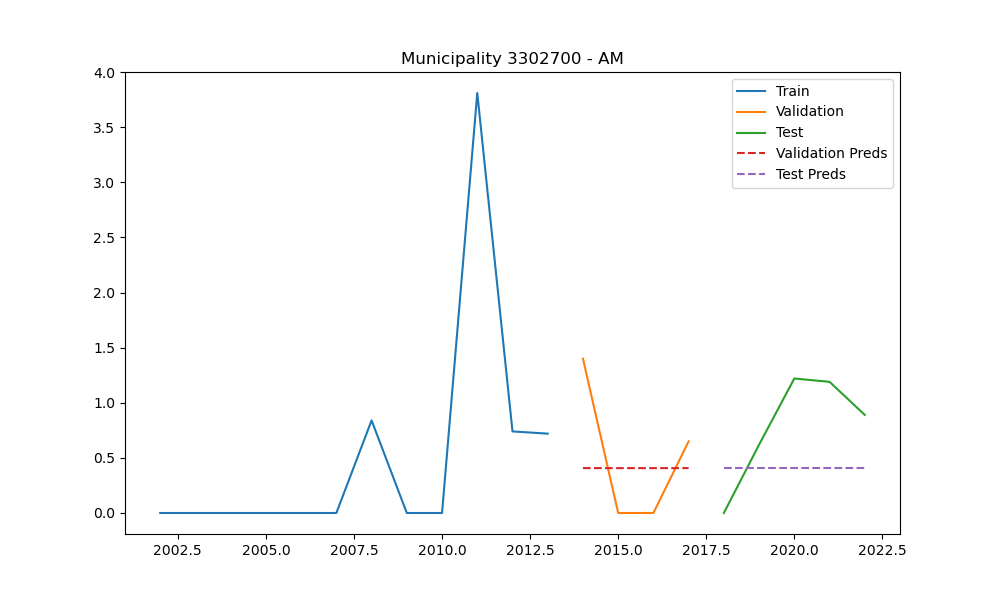 Municipality 3302700 - AM
4.0
3.5
3.0
2.5
2.0
1.5
1.0
0.5
0.0
2002.5 2005.0 2007.5 2010.0 2012.5 2015.0 2017.5 2020.0 2022.5
Train
Validation
Test
Validation Preds
Test Preds